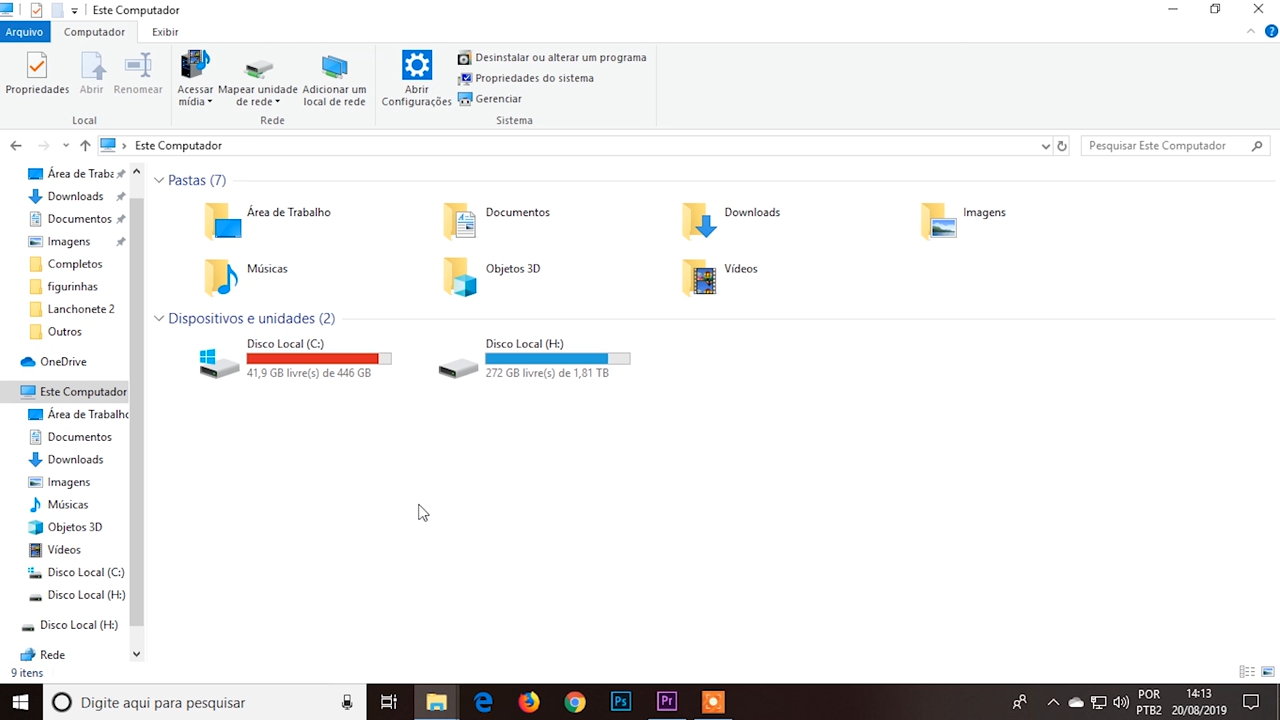 Este Computador
Arquivo
Computador
Exibir
Propriedades
Abrir
Renomear
Local
Acessar
mídia
Mapear unidade
de rede
Adicionar um
local de rede
Rede
Abrir
Configurações
Desinstalar ou alterar um programa
Propriedades do sistema
Gerenciar
Sistema
Este Computador
Pesquisar Este Computador
Área de Traba
Downloads
Documentos
Imagens
Completos
figurinhas
Lanchonete 2
Outros
OneDrive
Este Computador
Área de Trabalho
Documentos
Downloads
Imagens
Músicas
Objetos 3D
Vídeos
Disco Local (C:)
Disco Local (H:)
Disco Local (H:)
Rede
Pastas (7)
Área de Trabalho
Documentos
Downloads
Imagens
Músicas
Objetos 3D
Vídeos
Dispositivos e unidades (2)
Disco Local (C:)
41,9 GB livre(s) de 446 GB
Disco Local (H:)
272 GB livre(s) de 1,81 TB
9 itens
Digite aqui para pesquisar
Ps
Pr
POR
PTB2
14:13
20/08/2019